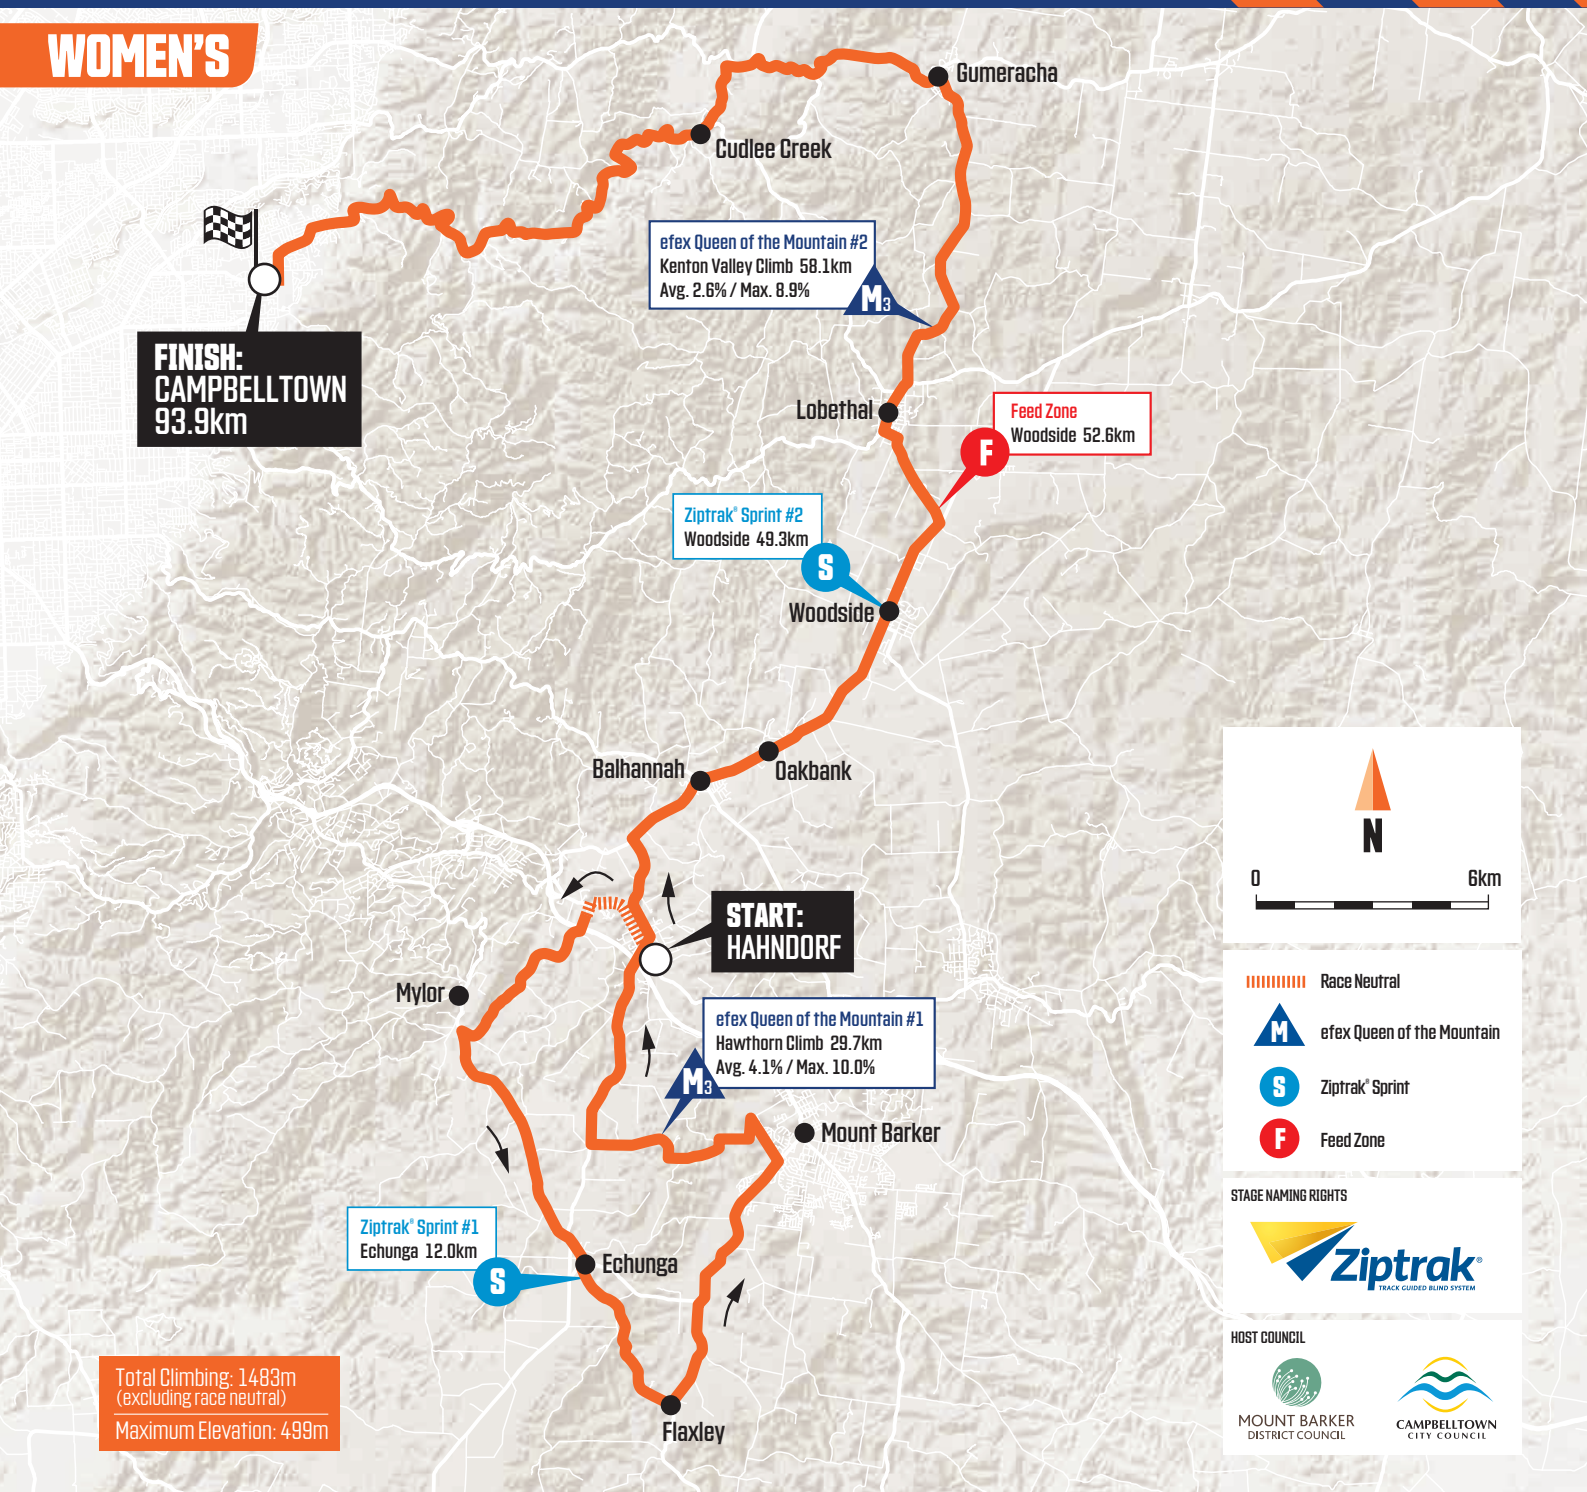 WOMEN'S
Gumeracha
Cudlee Creek
efex Queen of the Mountain #2
Kenton Valley Climb 58.1km
Avg. 2.6% / Max. 8.9%
M3
FINISH:
CAMPBELLTOWN
93.9km
Lobethal
Feed Zone
Woodside 52.6km
F
Ziptrak® Sprint #2
Woodside 49.3km
S
Woodside
Balhannah
Oakbank
START:
HAHNDORF
Mylor
efex Queen of the Mountain #1
Hawthorn Climb 29.7km
Avg. 4.1% / Max. 10.0%
M3
Mount Barker
Ziptrak® Sprint #1
Echunga 12.0km
S
Echunga
Flaxley
Total Climbing: 1483m
(excluding race neutral)
Maximum Elevation: 499m
N
0 6km
Race Neutral
M efex Queen of the Mountain
S Ziptrak® Sprint
F Feed Zone
STAGE NAMING RIGHTS
Ziptrak®
TRACK GUIDED BLIND SYSTEM
HOST COUNCIL
MOUNT BARKER
DISTRICT COUNCIL
CAMPBELLTOWN
CITY COUNCIL